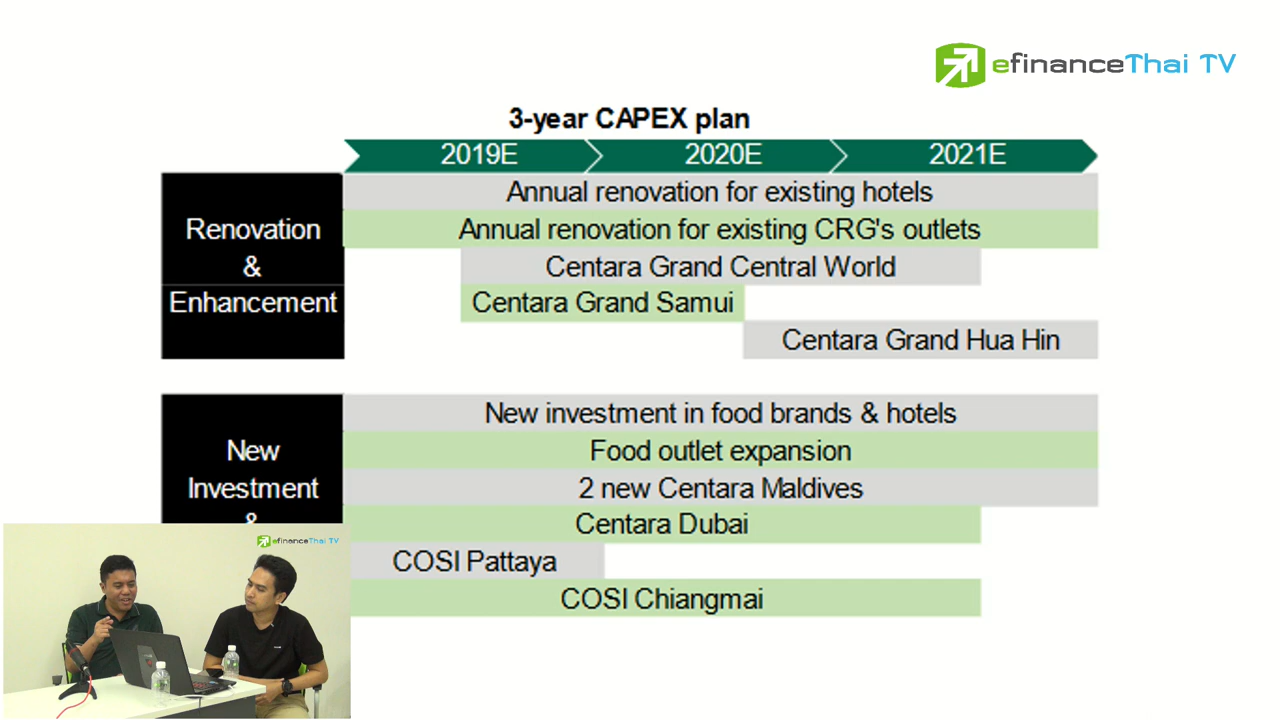 efinanceThai TV
3-year CAPEX plan
2019E 2020E 2021E
Renovation
&
Enhancement
Annual renovation for existing hotels
Annual renovation for existing CRG's outlets
Centara Grand Central World
Centara Grand Samui
Centara Grand Hua Hin
New
Investment
&
New investment in food brands & hotels
Food outlet expansion
2 new Centara Maldives
Centara Dubai
COSI Pattaya
COSI Chiangmai
efinanceThai TV